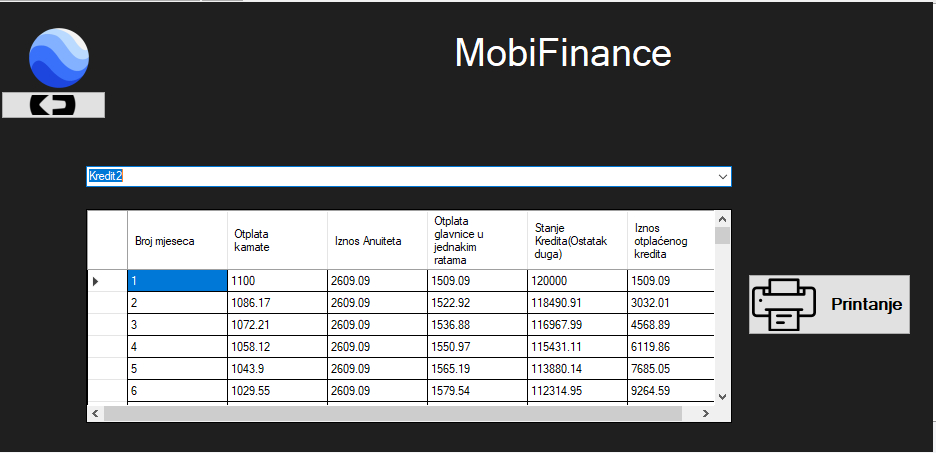 MobiFinance
Kredit2
Broj mjeseca Otplata kamate Iznos Anuiteta Otplata glavnice u jednakim ratama Stanje Kredita(Ostatak duga) Iznos otplaćenog kredita
1 1100 2609.09 1509.09 120000 1509.09
2 1086.17 2609.09 1522.92 118490.91 3032.01
3 1072.21 2609.09 1536.88 116967.99 4568.89
4 1058.12 2609.09 1550.97 115431.11 6119.86
5 1043.9 2609.09 1565.19 113880.14 7685.05
6 1029.55 2609.09 1579.54 112314.95 9264.59
Printanje